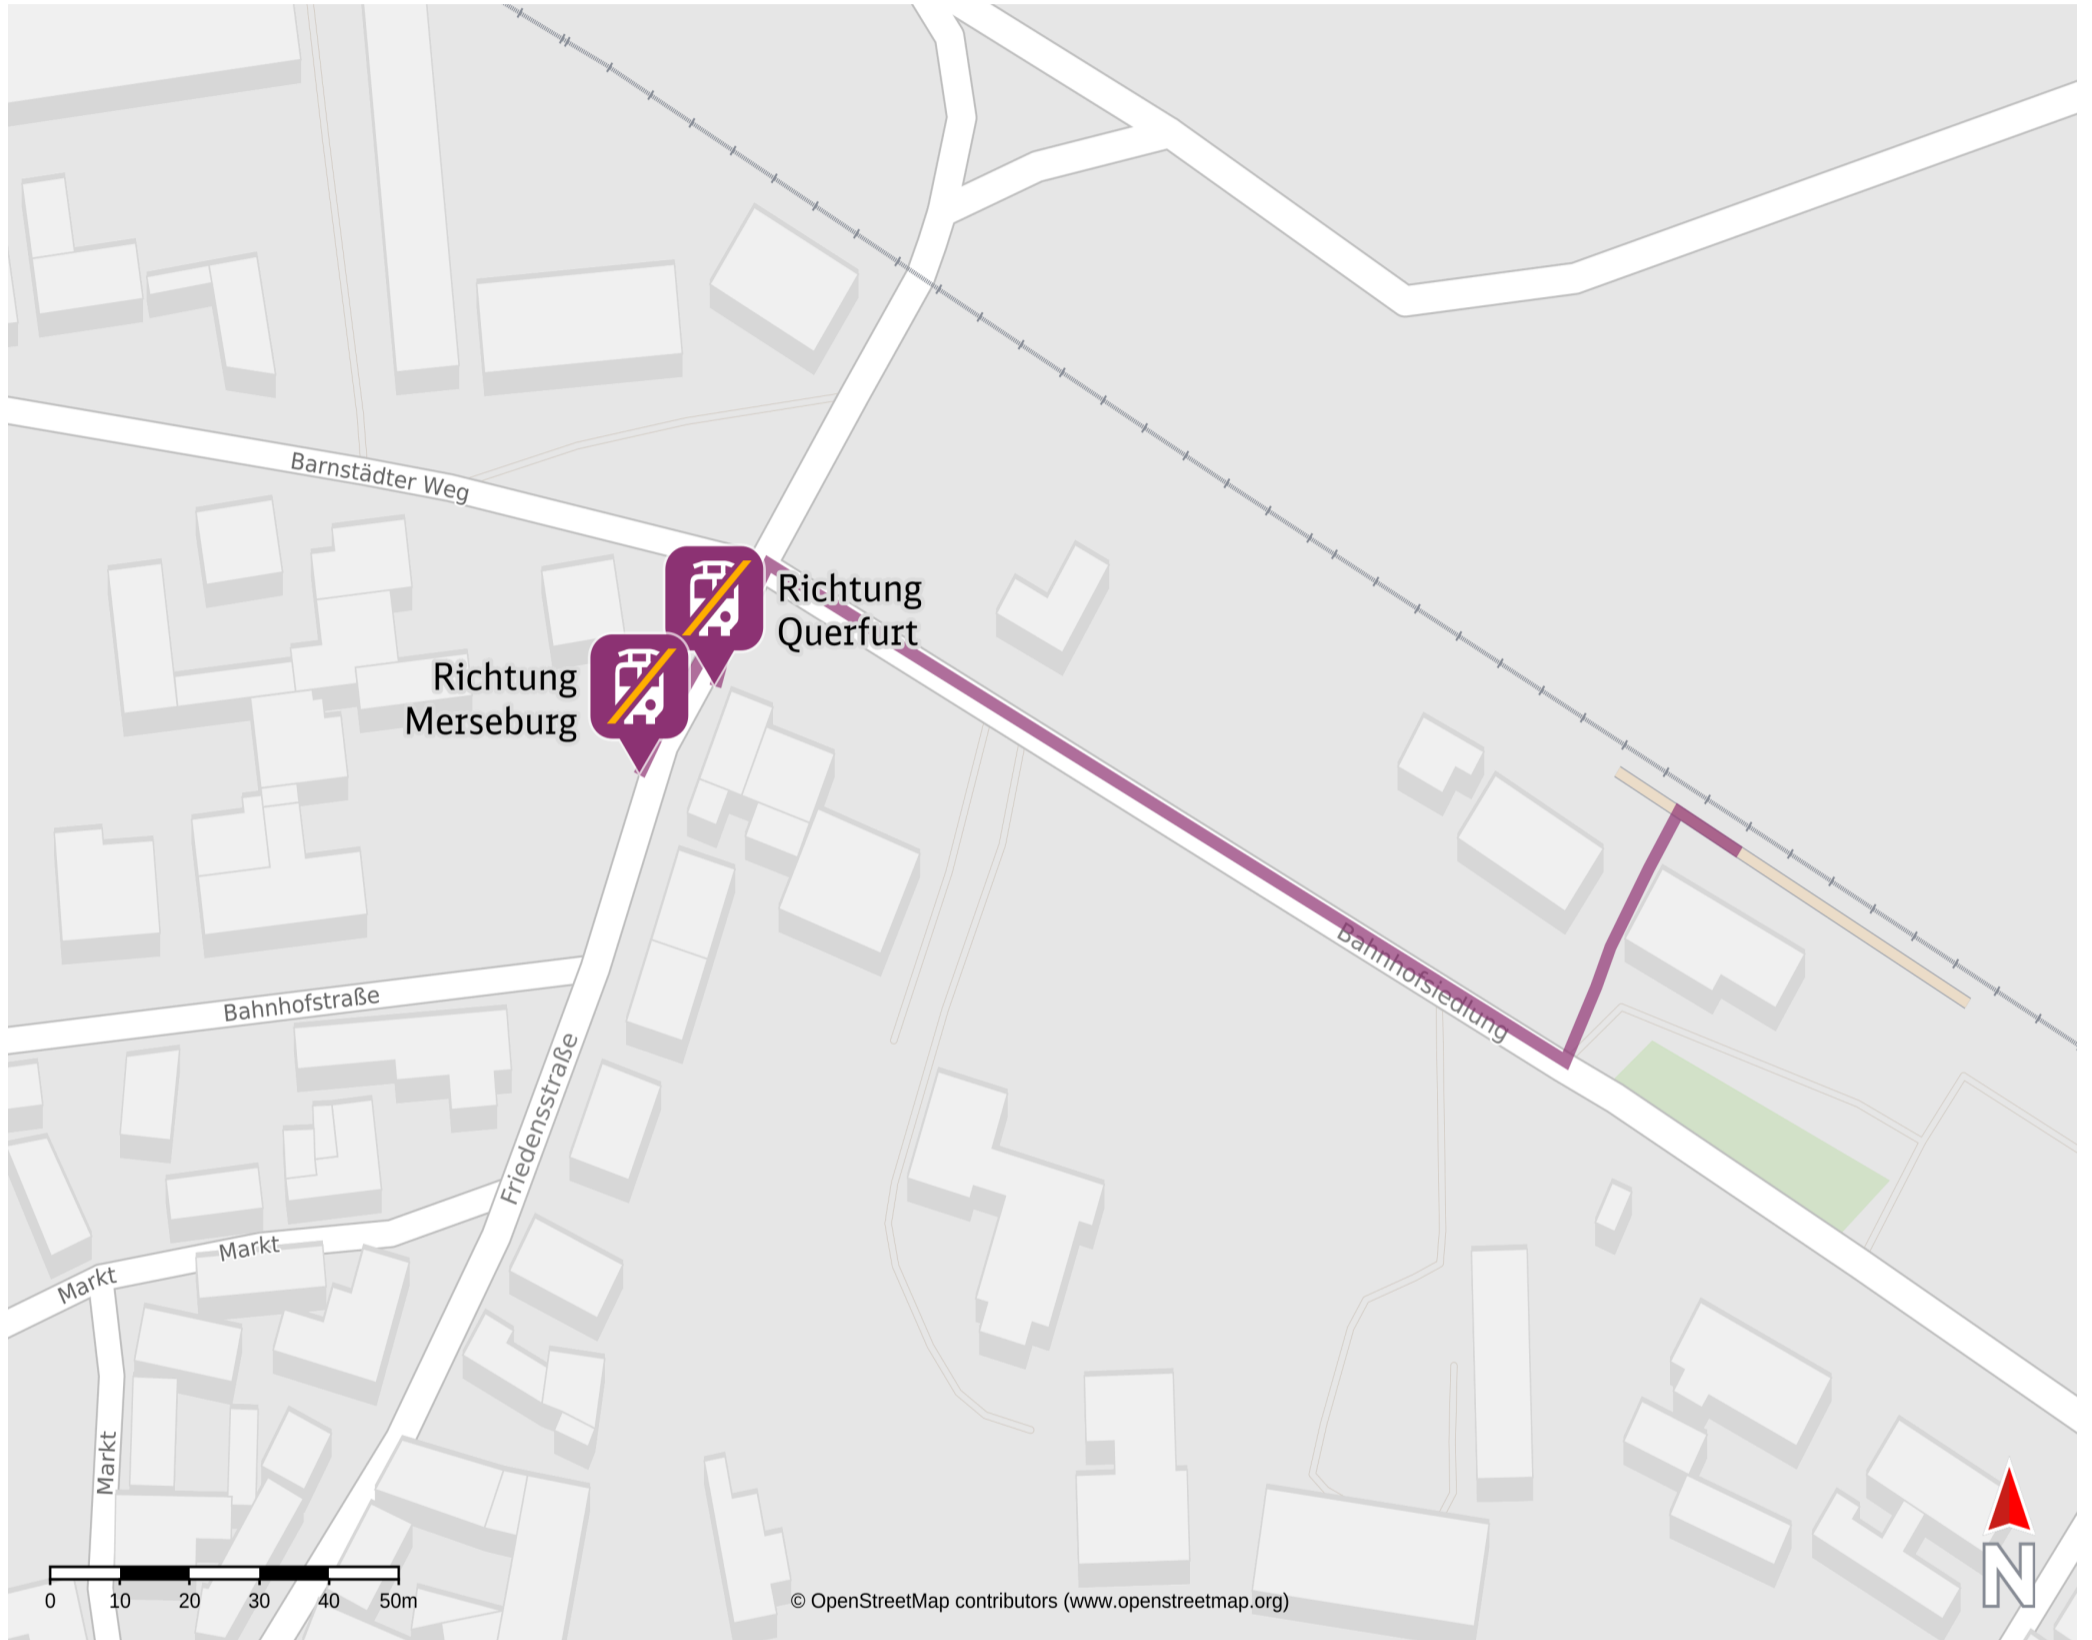 Barnstädter Weg
Richtung
Querfurt
Richtung
Merseburg
Bahnhofsiedlung
Bahnhofstraße
Friedensstraße
Markt
Markt
Markt
0 10 20 30 40 50m
© OpenStreetMap contributors (www.openstreetmap.org)
N